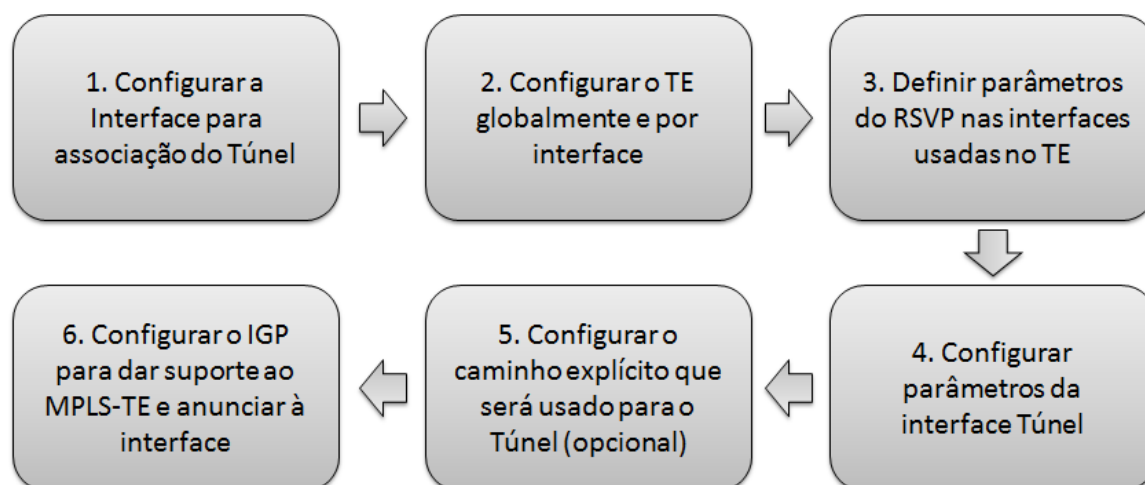 1. Configurar a
Interface para
associação do Túnel
2. Configurar o TE
globalmente e por
interface
3. Definir parâmetros
do RSVP nas interfaces
usadas no TE
4. Configurar
parâmetros da
interface Túnel
5. Configurar o
caminho explícito que
será usado para o
Túnel (opcional)
6. Configurar o IGP
para dar suporte ao
MPLS-TE e anunciar à
interface